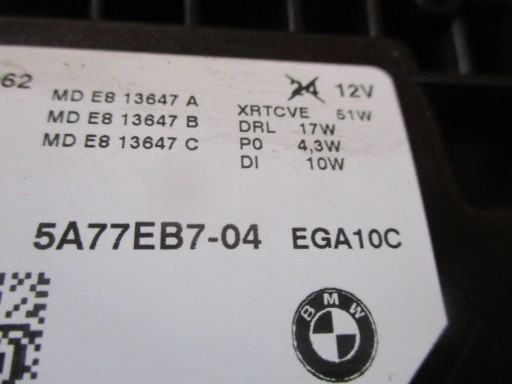 62
24 12V
MD E8 13647 A
XRTCVE 51W
MD E8 13647 B
DRL 17W
MD E8 13647 C
P0 4,3W
DI 10W
5A77EB7-04 EGA10C
BMW